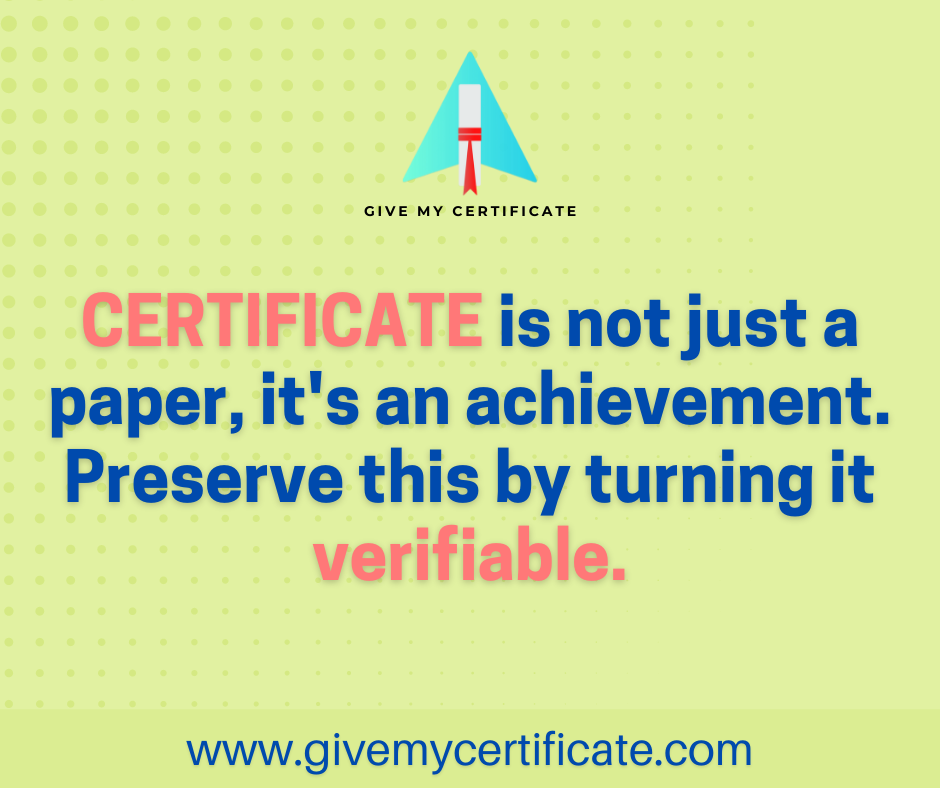 GIVE MY CERTIFICATE
CERTIFICATE is not just a
paper, it's an achievement.
Preserve this by turning it
verifiable.
www.givemycertificate.com